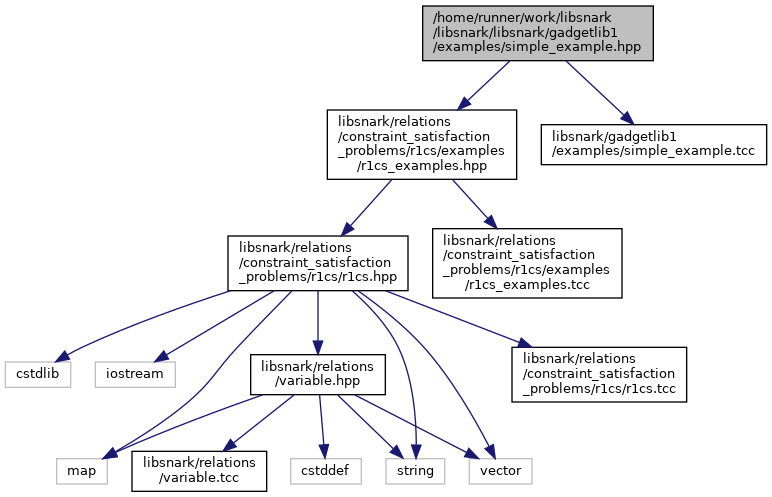 /home/runner/work/libsnark
/libsnark/libsnark/gadgetlib1
/examples/simple_example.hpp
libsnark/relations
/constraint_satisfaction
_problems/r1cs/examples
/r1cs_examples.hpp
libsnark/gadgetlib1
/examples/simple_example.tcc
libsnark/relations
/constraint_satisfaction
_problems/r1cs/r1cs.hpp
libsnark/relations
/constraint_satisfaction
_problems/r1cs/examples
/r1cs_examples.tcc
cstdlib
iostream
libsnark/relations
/variable.hpp
libsnark/relations
/constraint_satisfaction
_problems/r1cs/r1cs.tcc
map
libsnark/relations
/variable.tcc
cstddef
string
vector